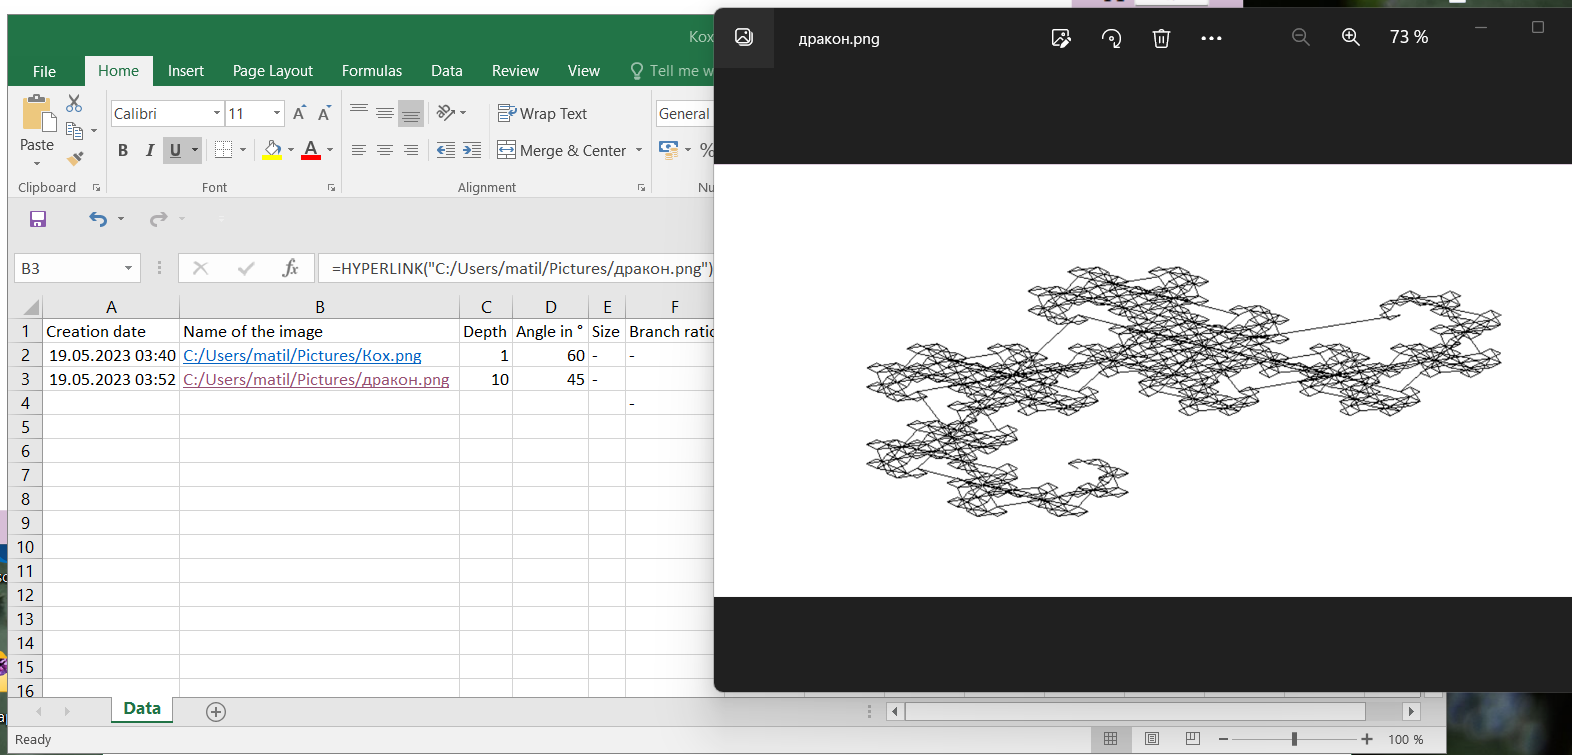 Kox
File Home Insert Page Layout Formulas Data Review View Tell me w
Paste
Calibri 11
Wrap Text
General
B I U
Merge & Center
%
Clipboard Font Alignment Nu
B3 fx =HYPERLINK("C:/Users/matil/Pictures/дракон.png")
A B C D E F
1 Creation date Name of the image Depth Angle in ° Size Branch ratio
2 19.05.2023 03:40 C:/Users/matil/Pictures/Кох.png 1 60 - -
3 19.05.2023 03:52 C:/Users/matil/Pictures/дракон.png 10 45 -
4 -
5
6
7
8
9
10
11
12
13
14
15
16
Data
Ready
100 %
дракон.png 73 %